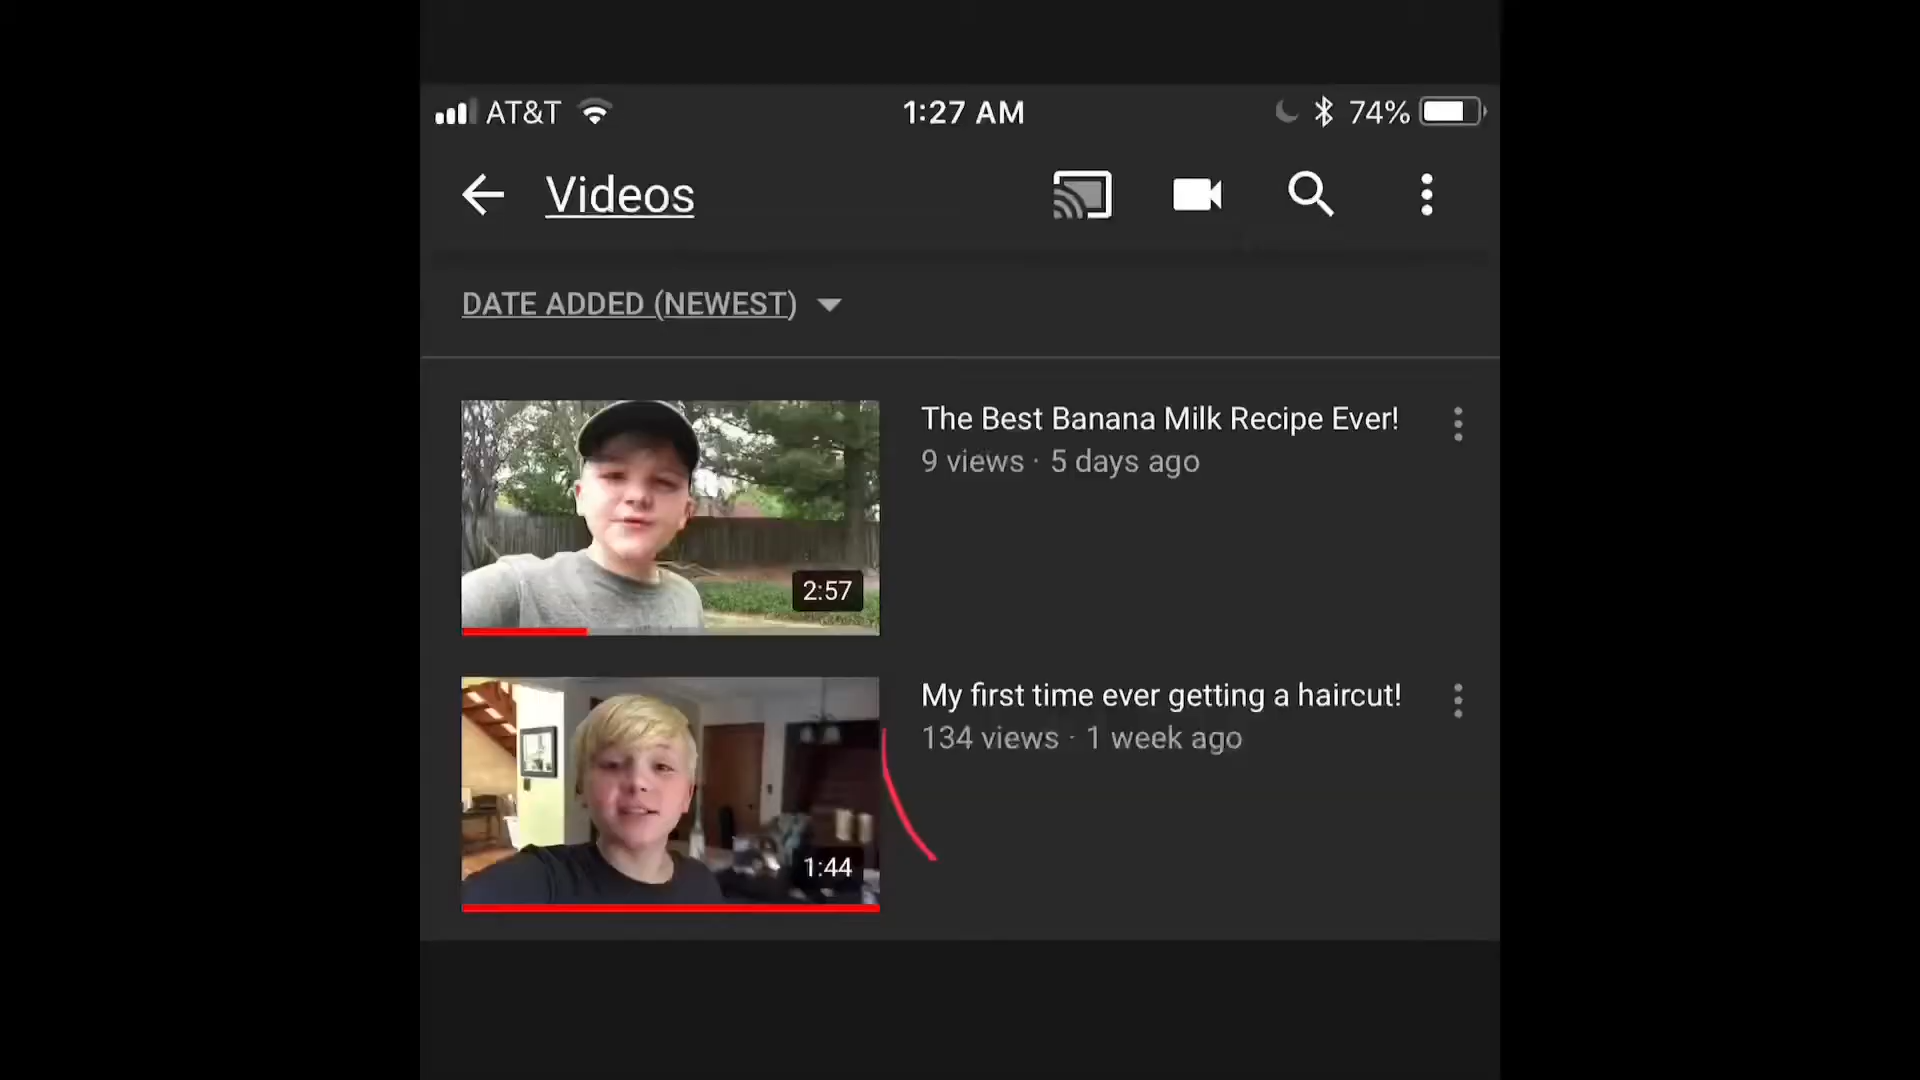 AT&T 1:27 AM 74%
Videos
DATE ADDED (NEWEST)
The Best Banana Milk Recipe Ever!
9 views · 5 days ago
2:57
My first time ever getting a haircut!
134 views · 1 week ago
1:44